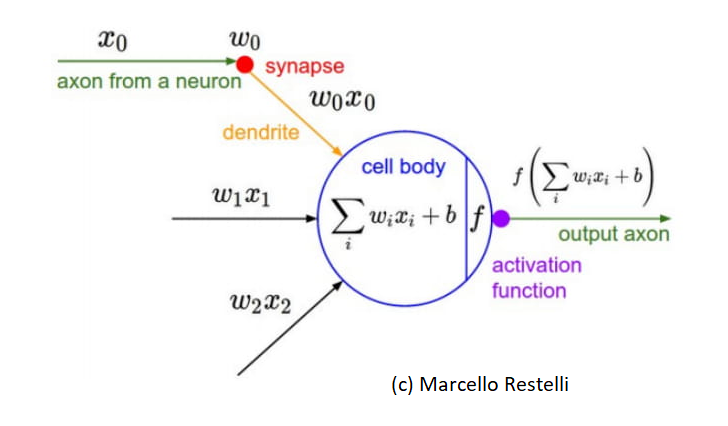 x₀
w₀
axon from a neuron
synapse
w₀x₀
dendrite
cell body
w₁x₁
∑ᵢ wᵢxᵢ + b
f
f(∑ᵢ wᵢxᵢ + b)
output axon
activation
function
w₂x₂
(c) Marcello Restelli